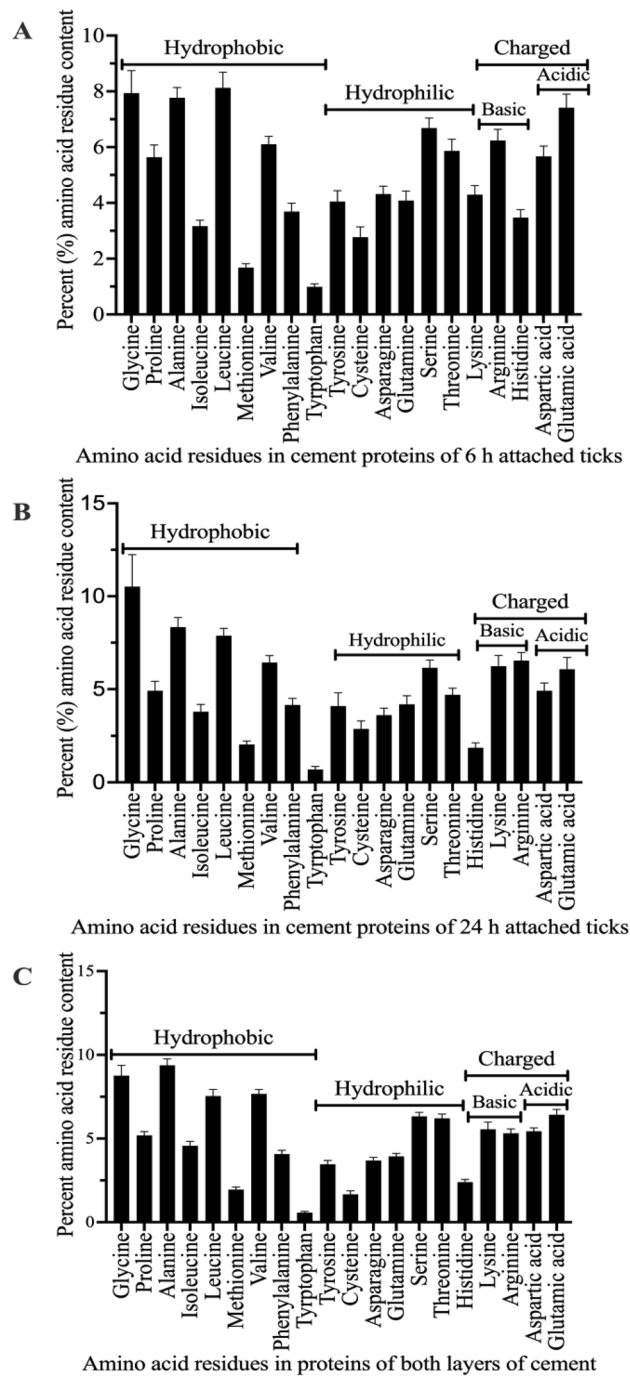 A
Percent (%) amino acid residue content
10
8
6
4
2
0
Hydrophobic
Hydrophilic
Charged
Basic
Acidic
Glycine
Proline
Alanine
Isoleucine
Leucine
Methionine
Valine
Phenylalanine
Tyrptophan
Tyrosine
Cysteine
Asparagine
Glutamine
Serine
Threonine
Lysine
Arginine
Histidine
Aspartic acid
Glutamic acid
Amino acid residues in cement proteins of 6 h attached ticks
B
Percent (%) amino acid residue content
15
10
5
0
Hydrophobic
Hydrophilic
Charged
Basic
Acidic
Glycine
Proline
Alanine
Isoleucine
Leucine
Methionine
Valine
Phenylalanine
Tyrptophan
Tyrosine
Cysteine
Asparagine
Glutamine
Serine
Threonine
Histidine
Lysine
Arginine
Aspartic acid
Glutamic acid
Amino acid residues in cement proteins of 24 h attached ticks
C
Percent amino acid residue content
15
10
5
0
Hydrophobic
Hydrophilic
Charged
Basic
Acidic
Glycine
Proline
Alanine
Isoleucine
Leucine
Methionine
Valine
Phenylalanine
Tyrptophan
Tyrosine
Cysteine
Asparagine
Glutamine
Serine
Threonine
Histidine
Lysine
Arginine
Aspartic acid
Glutamic acid
Amino acid residues in proteins of both layers of cement